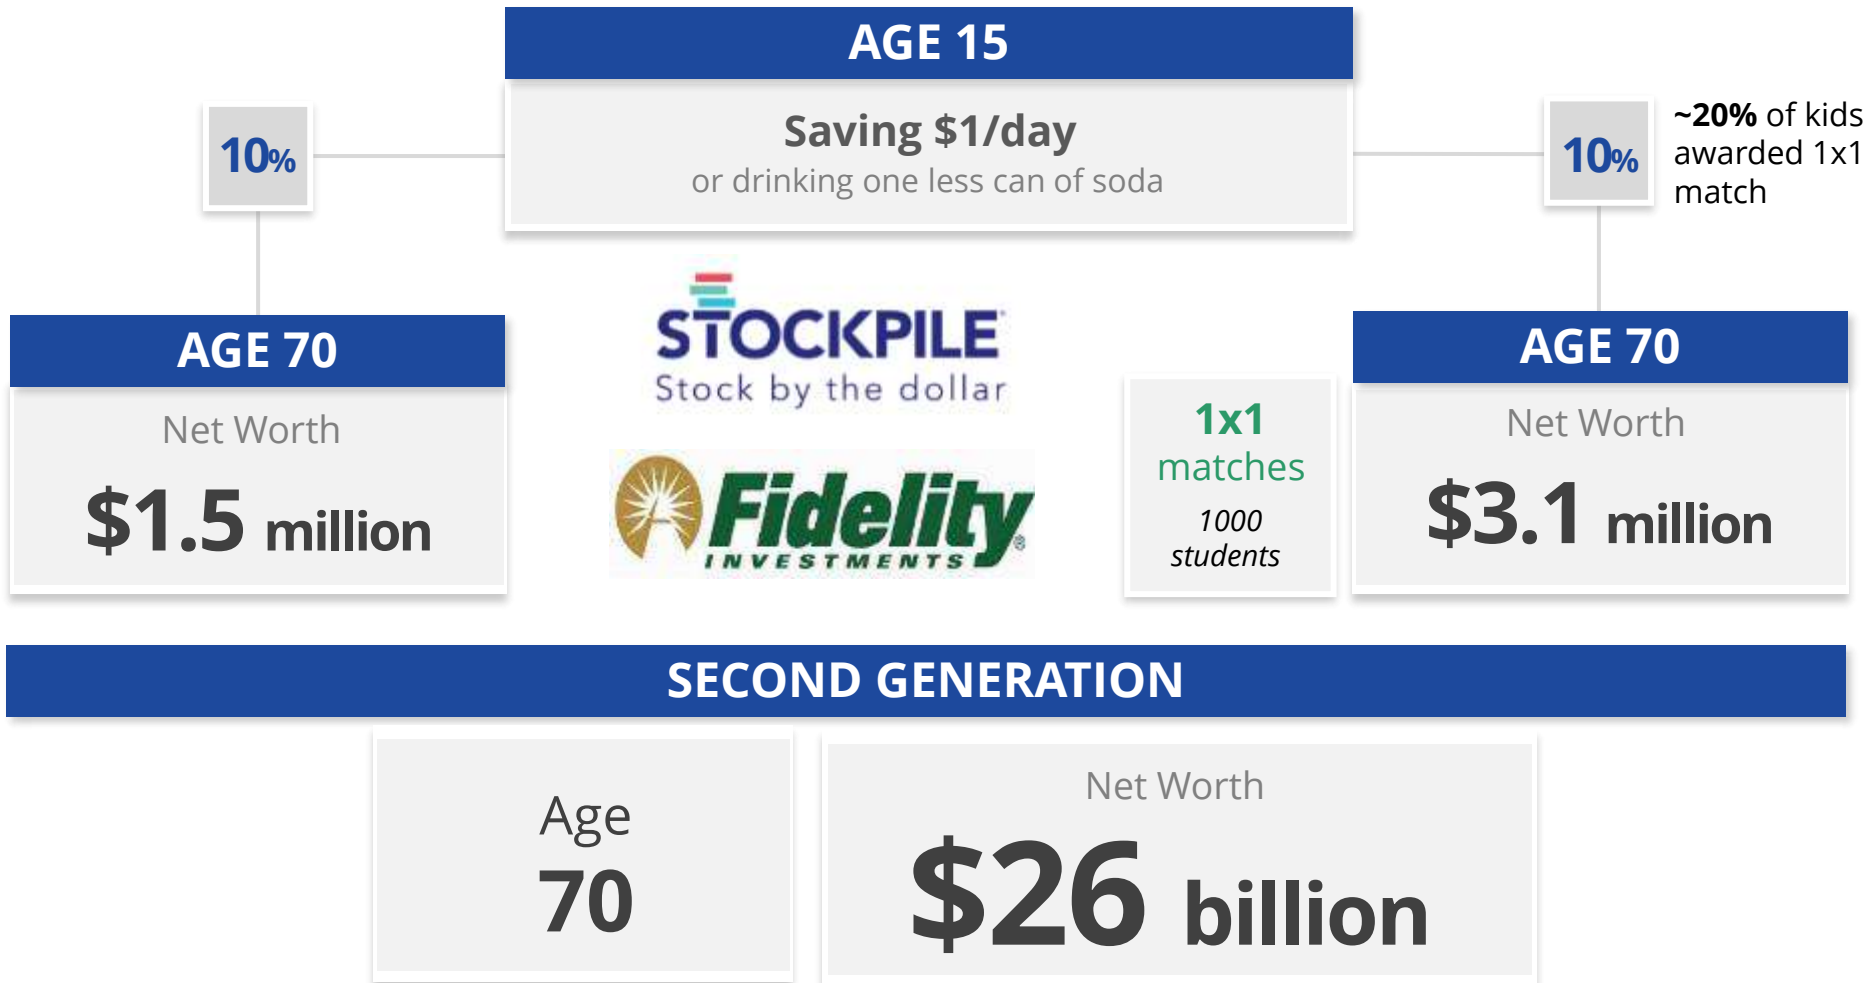 AGE 15
Saving $1/day
or drinking one less can of soda
10%
10%
~20% of kids
awarded 1x1
match
AGE 70
Net Worth
$1.5 million
STOCKPILE
Stock by the dollar
Fidelity®
INVESTMENTS
1x1
matches
1000
students
AGE 70
Net Worth
$3.1 million
SECOND GENERATION
Age
70
Net Worth
$26 billion